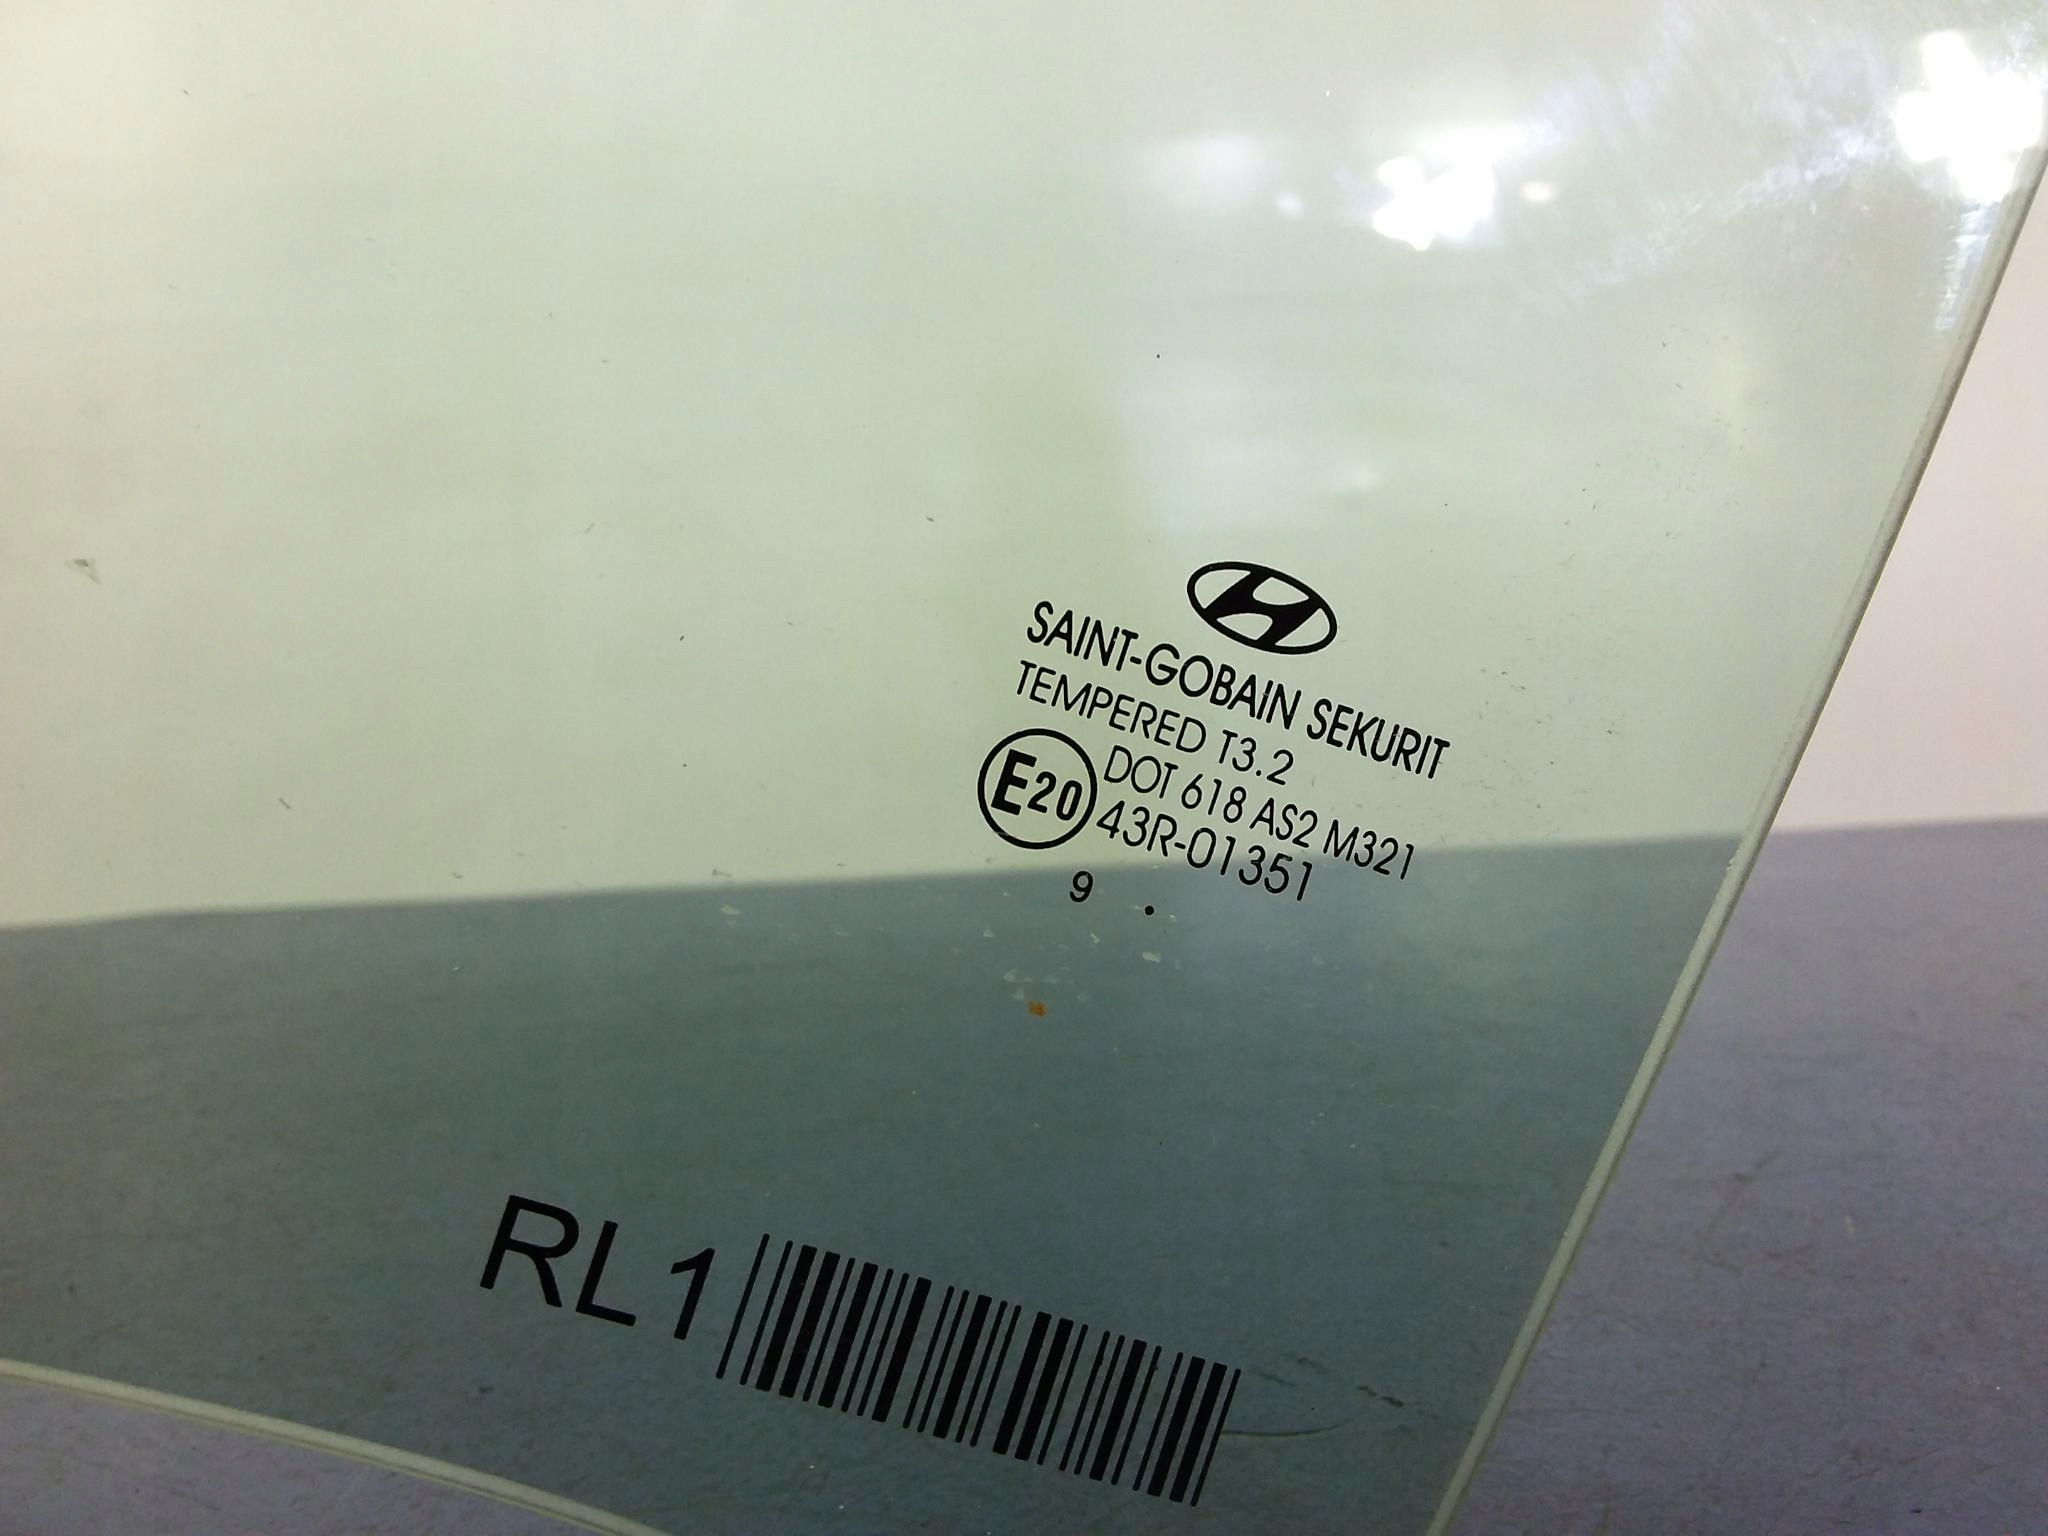 SAINT-GOBAIN SEKURIT
TEMPERED T3.2
E20 DOT 618 AS2 M321
43R-01351
9 .
RL1